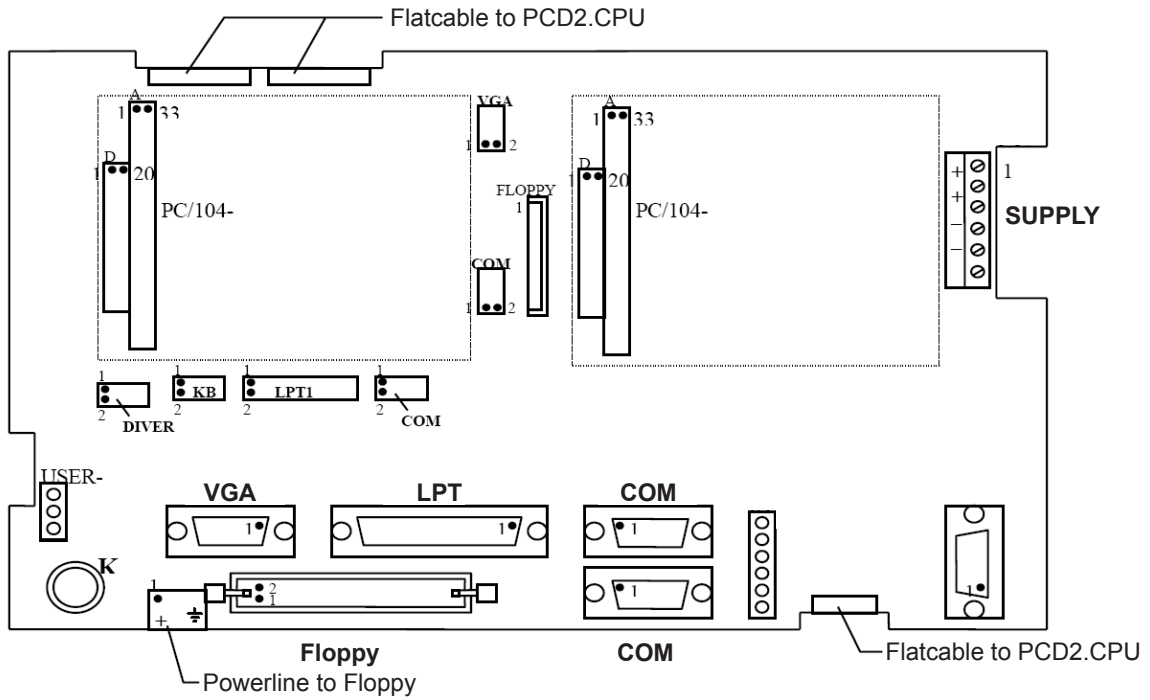 Flatcable to PCD2.CPU
A
1 33
D
1 20
PC/104-
VGA
1 2
FLOPPY
1
COM
1 2
A
1 33
D
1 20
PC/104-
+
+
−
−
1
SUPPLY
1
2
DIVER
1
KB
2
1
LPT1
2
1
2
COM
USER-
VGA
1
LPT
1
COM
1
K
1
+
2
1
1
1
Floppy
COM
Flatcable to PCD2.CPU
Powerline to Floppy